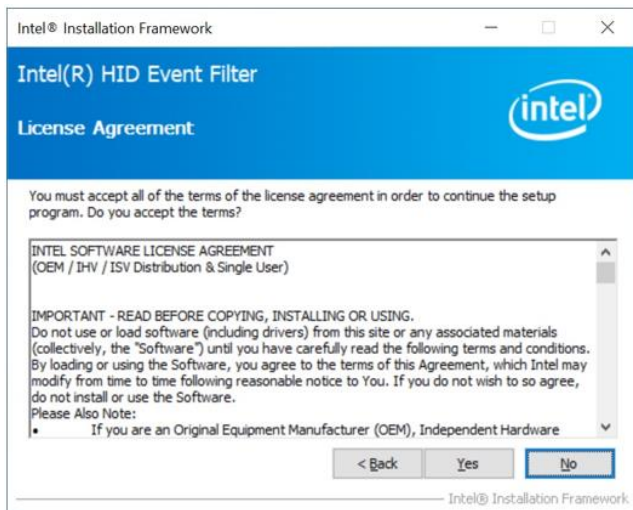 Intel® Installation Framework
Intel(R) HID Event Filter
License Agreement
intel
You must accept all of the terms of the license agreement in order to continue the setup
program. Do you accept the terms?
INTEL SOFTWARE LICENSE AGREEMENT
(OEM / IHV / ISV Distribution & Single User)
IMPORTANT - READ BEFORE COPYING, INSTALLING OR USING.
Do not use or load software (including drivers) from this site or any associated materials
(collectively, the "Software") until you have carefully read the following terms and conditions.
By loading or using the Software, you agree to the terms of this Agreement, which Intel may
modify from time to time following reasonable notice to You. If you do not wish to so agree,
do not install or use the Software.
Please Also Note:
• If you are an Original Equipment Manufacturer (OEM), Independent Hardware
< Back Yes No
Intel® Installation Framework